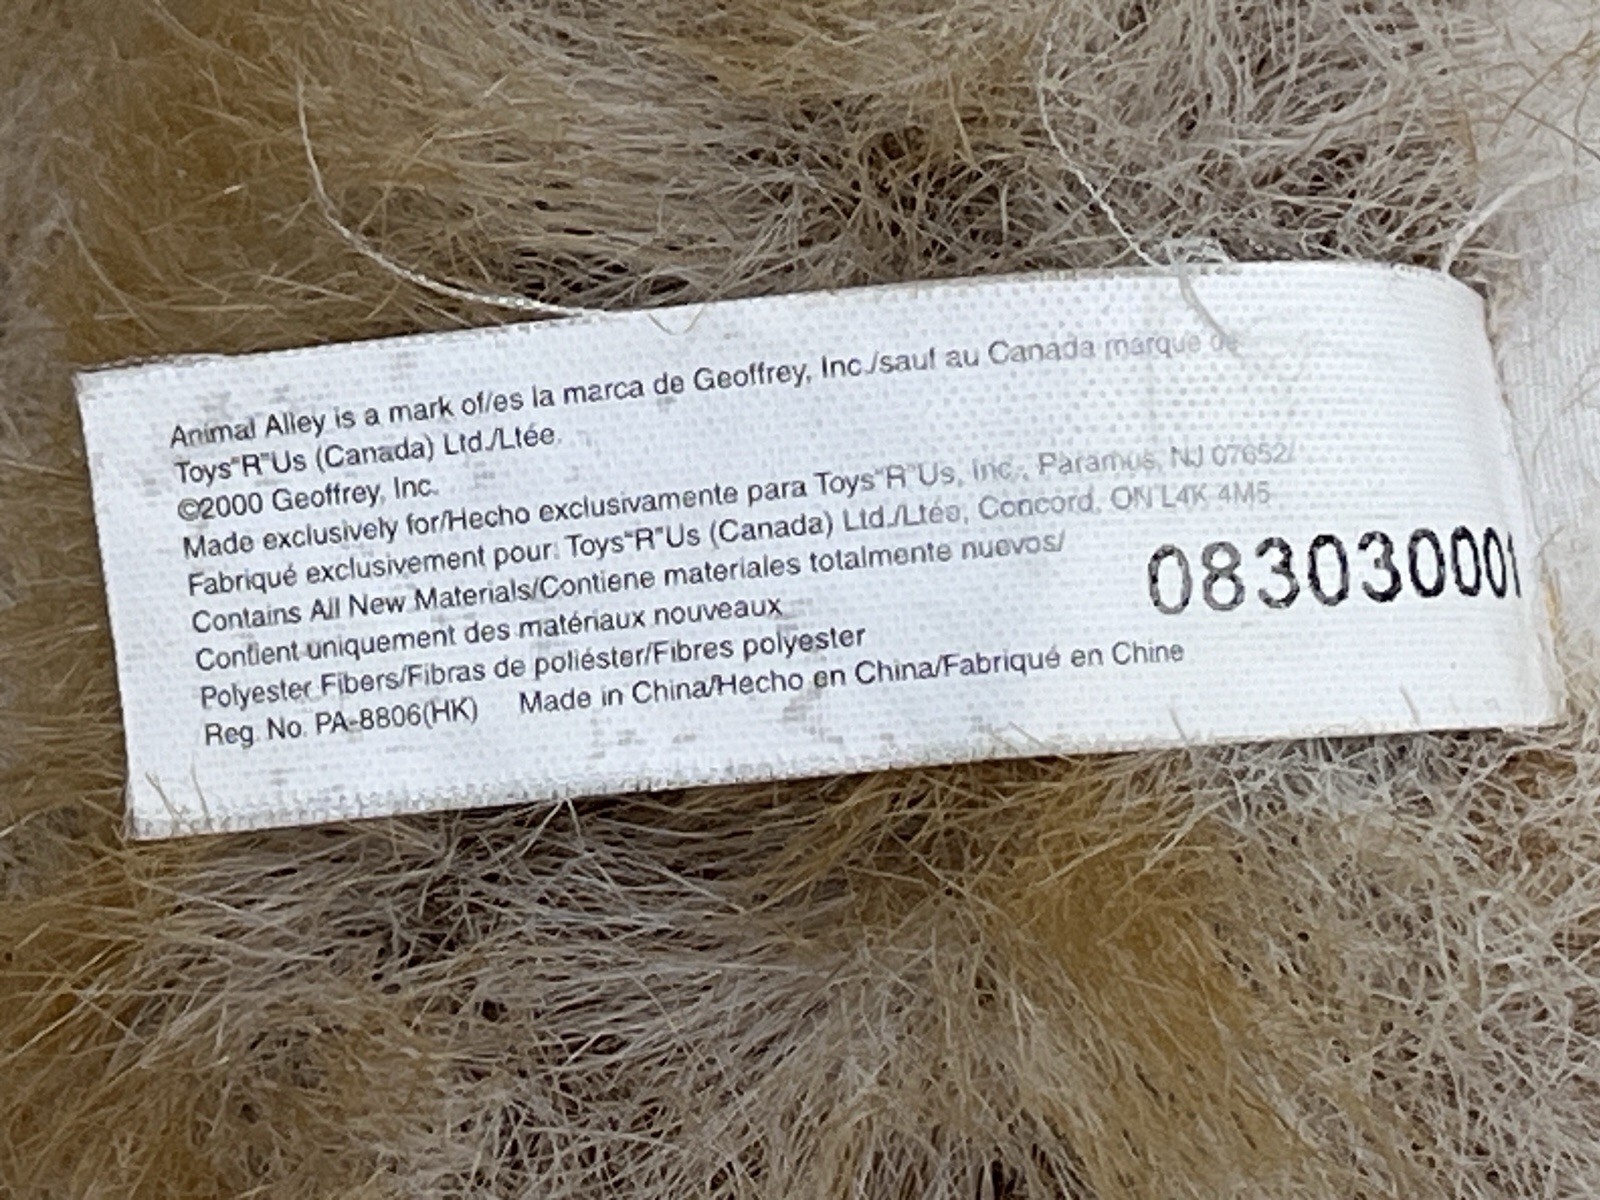 Animal Alley is a mark of/es la marca de Geoffrey, Inc./sauf au Canada marque de
Toys"R"Us (Canada) Ltd./Ltée.
©2000 Geoffrey, Inc.
Made exclusively for/Hecho exclusivamente para Toys"R"Us, Inc., Paramus, NJ 07652/
Fabriqué exclusivement pour: Toys"R"Us (Canada) Ltd./Ltée, Concord, ON L4K 4M5
Contains All New Materials/Contiene materiales totalmente nuevos/
Contient uniquement des matériaux nouveaux
Polyester Fibers/Fibras de poliéster/Fibres polyester
Reg. No. PA-8806(HK) Made in China/Hecho en China/Fabriqué en Chine